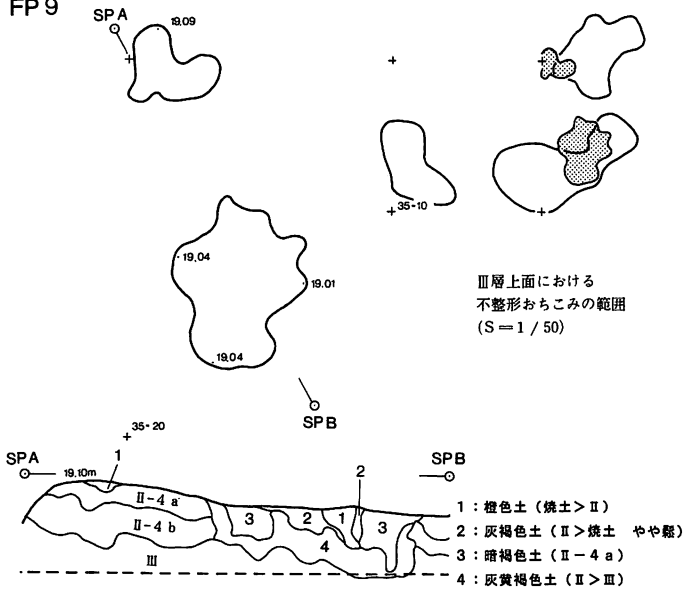 FP 9
SPA
19.09
35-10
19.04
19.01
19.04
Ⅲ層上面における
不整形おちこみの範囲
(S＝1／50)
SPB
35-20
SPA
19.10m
1
2
SPB
Ⅱ-4 a
Ⅱ-4 b
Ⅲ
3
2
1
3
4
1：橙色土（焼土＞Ⅱ）
2：灰褐色土（Ⅱ＞焼土 やや鬆）
3：暗褐色土（Ⅱ－4a）
4：灰黄褐色土（Ⅱ＞Ⅲ）